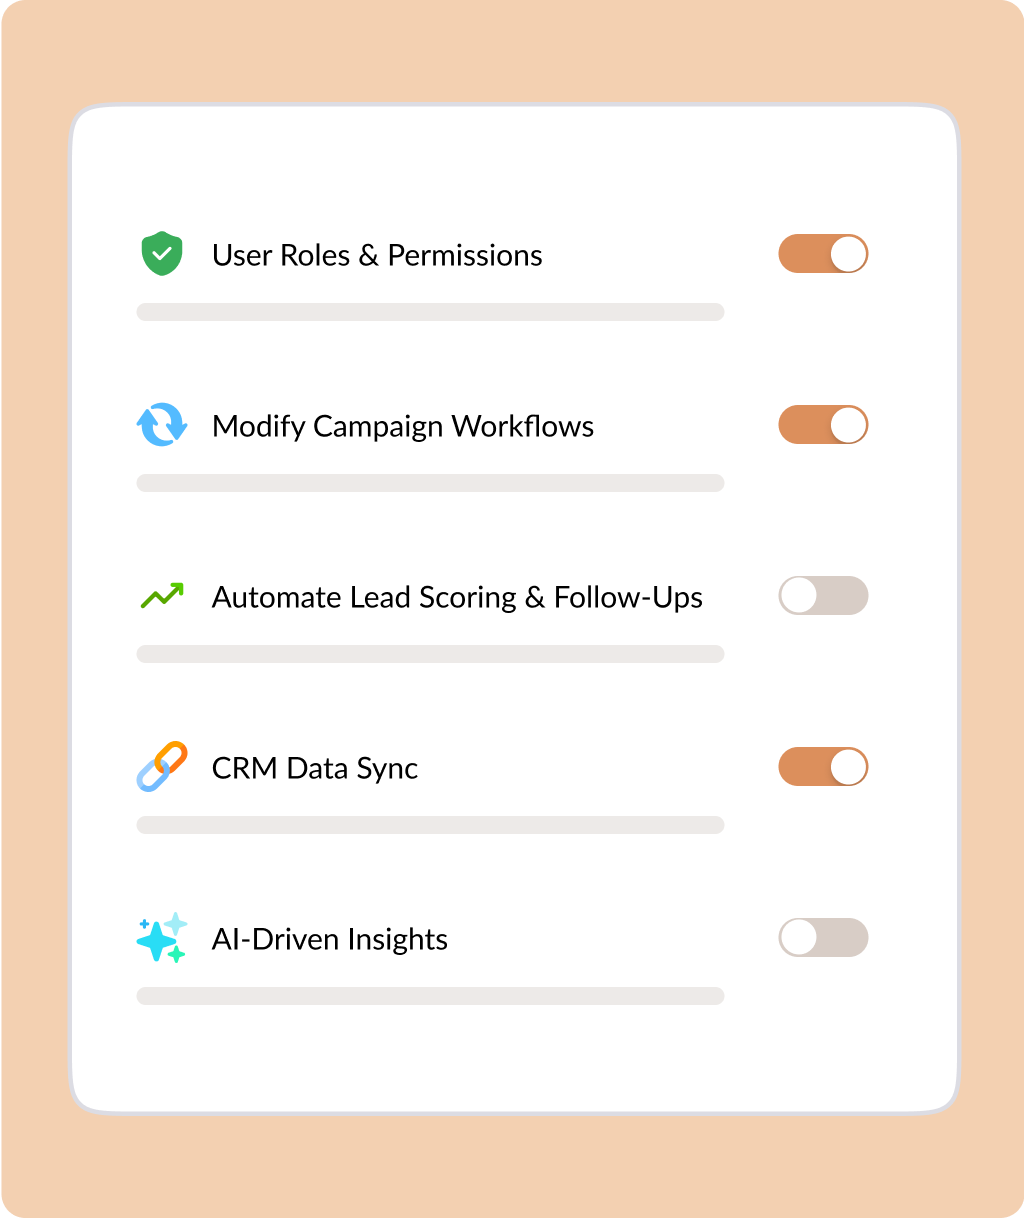 User Roles & Permissions
Modify Campaign Workflows
Automate Lead Scoring & Follow-Ups
CRM Data Sync
AI-Driven Insights